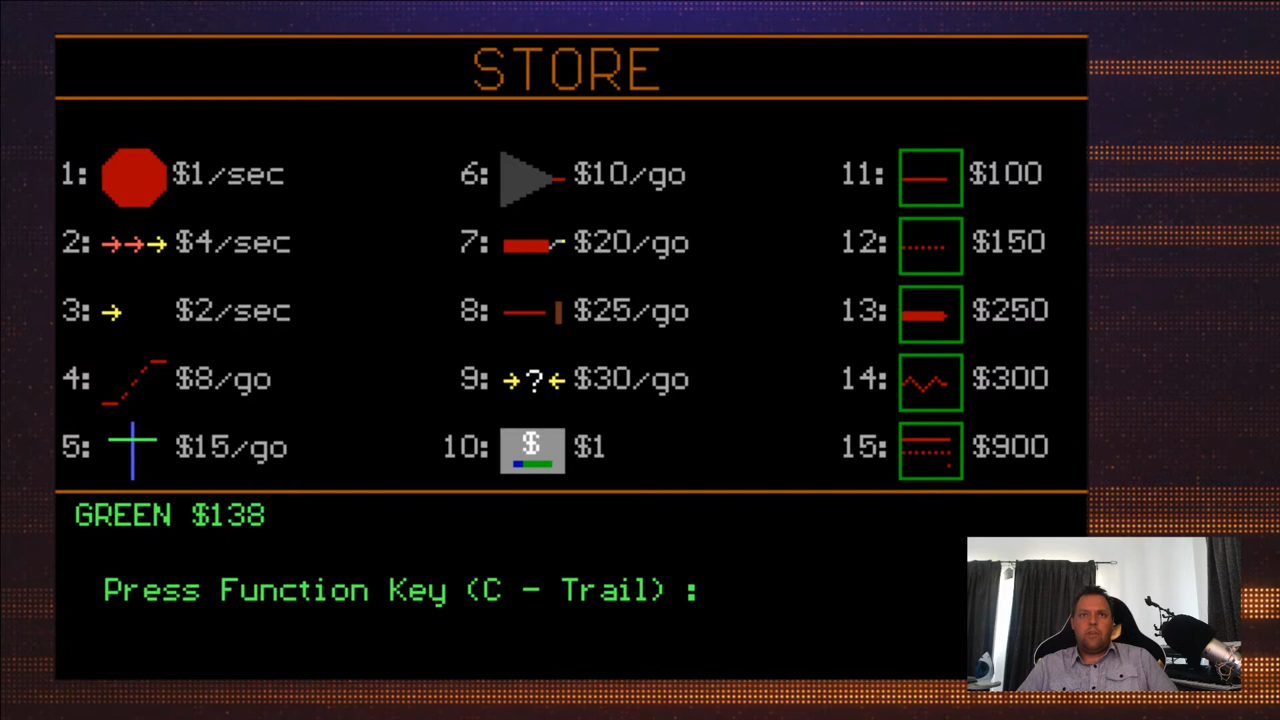 STORE
1: $1/sec
2: $4/sec
3: $2/sec
4: $8/go
5: $15/go
6: $10/go
7: $20/go
8: $25/go
9: ? $30/go
10: $ $1
11: $100
12: $150
13: $250
14: $300
15: $900
GREEN $138
Press Function Key (C - Trail) :